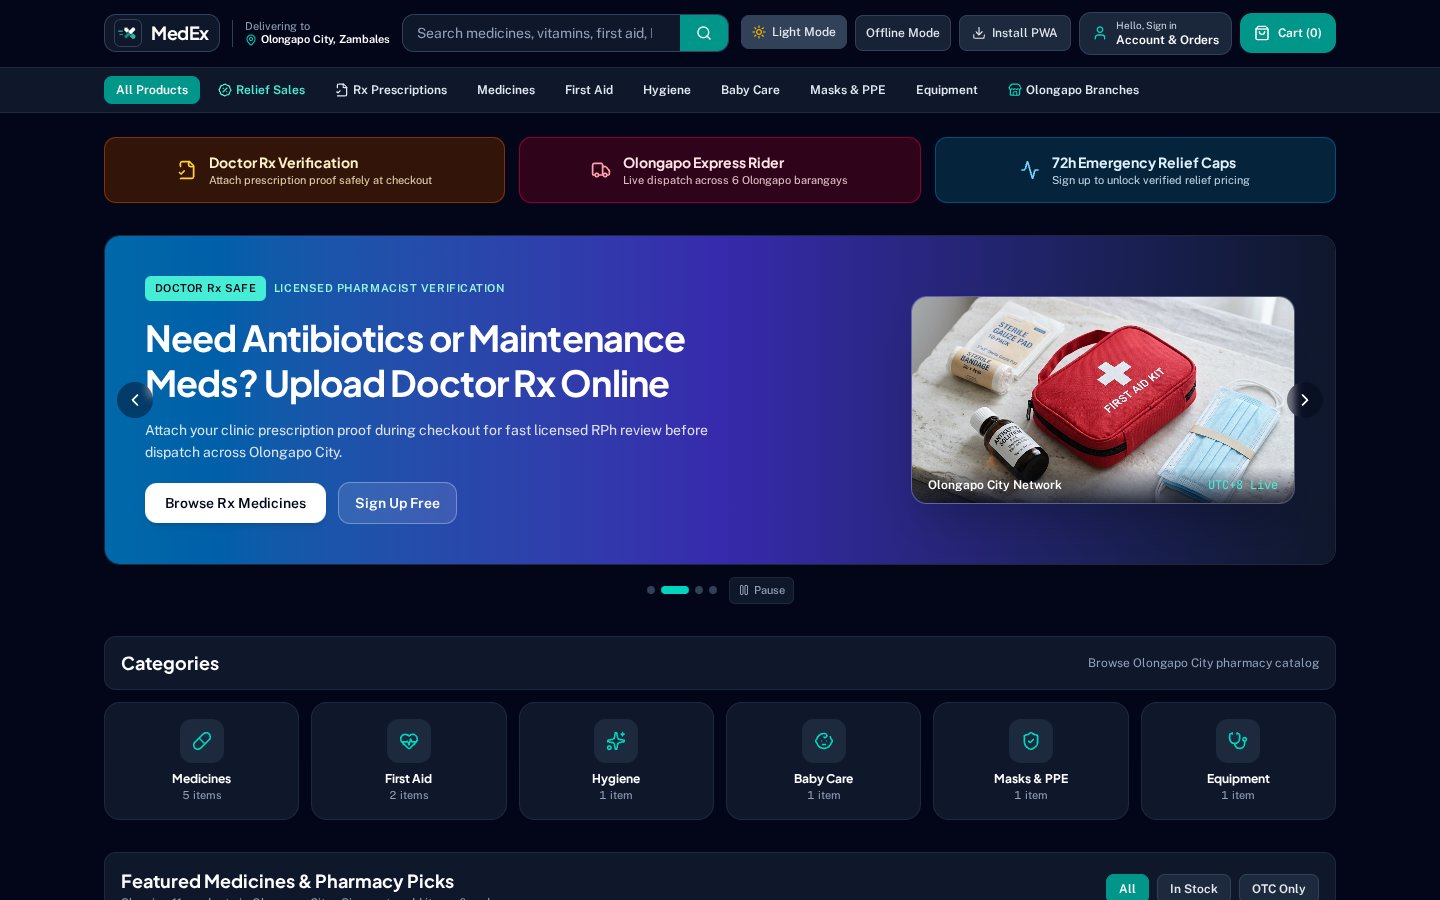 MedEx
Delivering to
Olongapo City, Zambales
Search medicines, vitamins, first aid,
Light Mode
Offline Mode
Install PWA
Hello, Sign in
Account & Orders
Cart (0)
All Products
Relief Sales
Rx Prescriptions
Medicines
First Aid
Hygiene
Baby Care
Masks & PPE
Equipment
Olongapo Branches
Doctor Rx Verification
Attach prescription proof safely at checkout
Olongapo Express Rider
Live dispatch across 6 Olongapo barangays
72h Emergency Relief Caps
Sign up to unlock verified relief pricing
DOCTOR Rx SAFE
LICENSED PHARMACIST VERIFICATION
Need Antibiotics or Maintenance
Meds? Upload Doctor Rx Online
Attach your clinic prescription proof during checkout for fast licensed RPh review before
dispatch across Olongapo City.
Browse Rx Medicines
Sign Up Free
STERILE
GAUZE PAD
10-PACK
STERILE
BANDAGE
FIRST AID KIT
SOLUTION
Olongapo City Network
UTC+8 Live
Pause
Categories
Browse Olongapo City pharmacy catalog
Medicines
5 items
First Aid
2 items
Hygiene
1 item
Baby Care
1 item
Masks & PPE
1 item
Equipment
1 item
Featured Medicines & Pharmacy Picks
All
In Stock
OTC Only